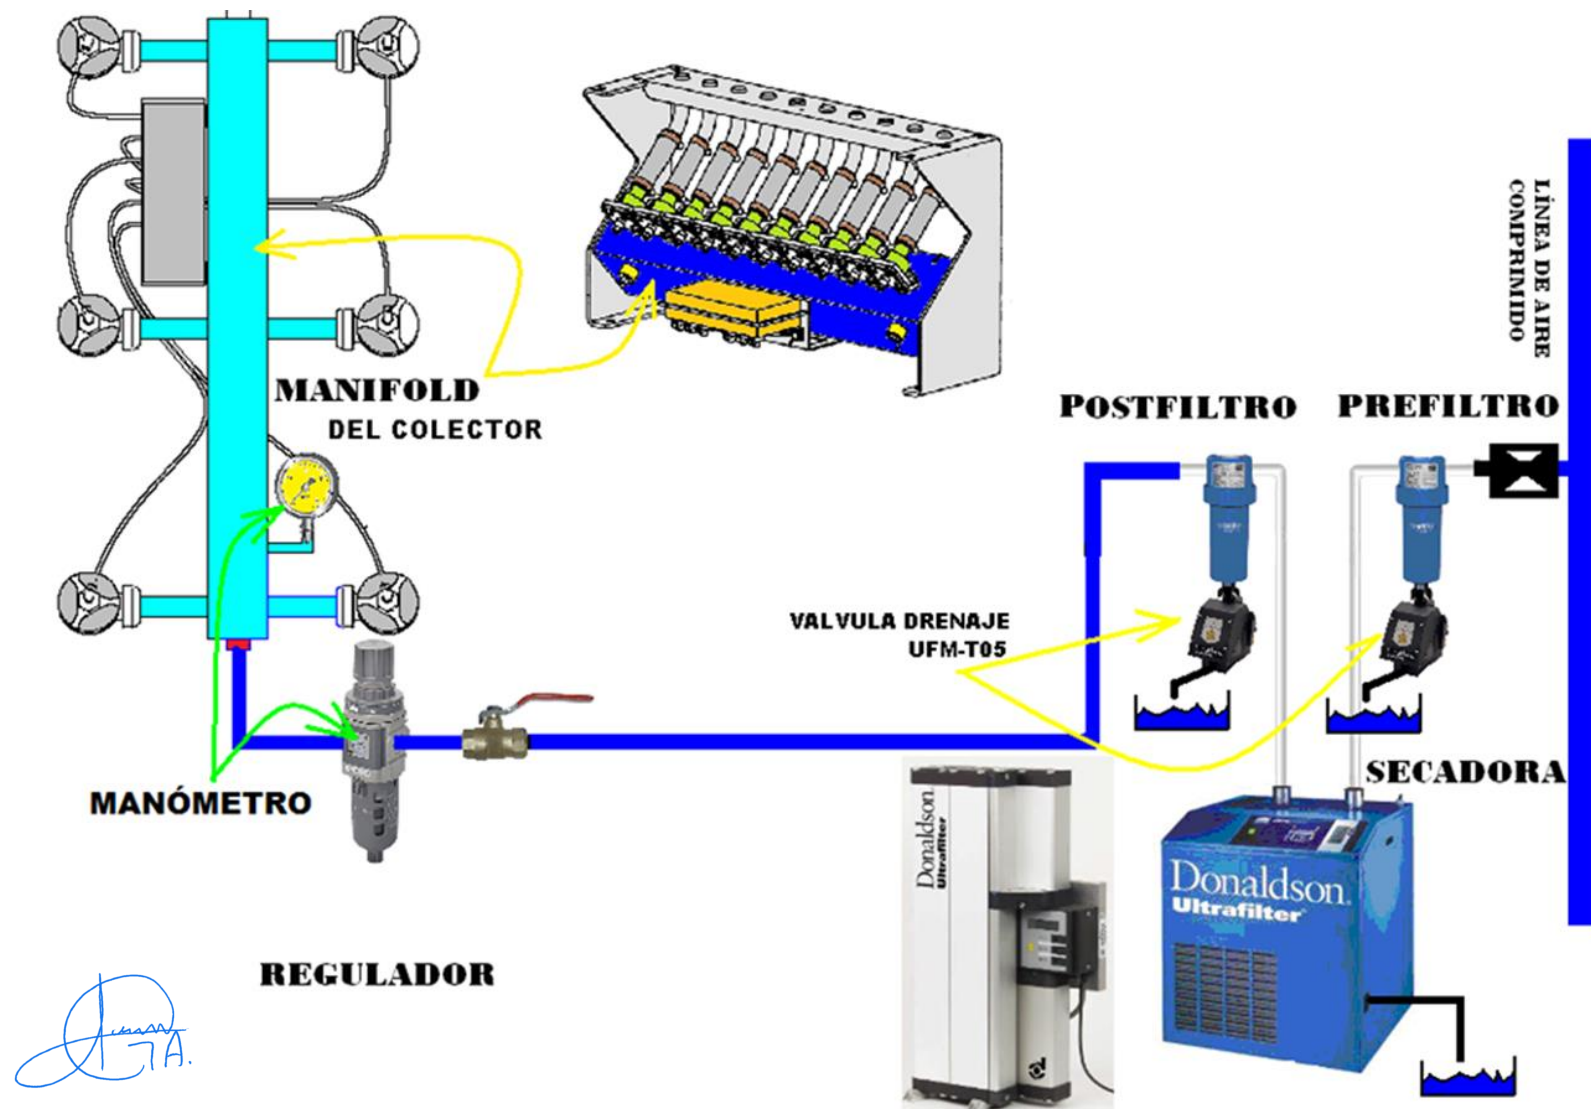 LÍNEA DE AIRE
COMPRIMIDO
MANIFOLD
DEL COLECTOR
POSTFILTRO
PREFILTRO
VALVULA DRENAJE
UFM-T05
SECADORA
MANÓMETRO
Donaldson
Ultrafilter
Donaldson.
Ultrafilter
REGULADOR